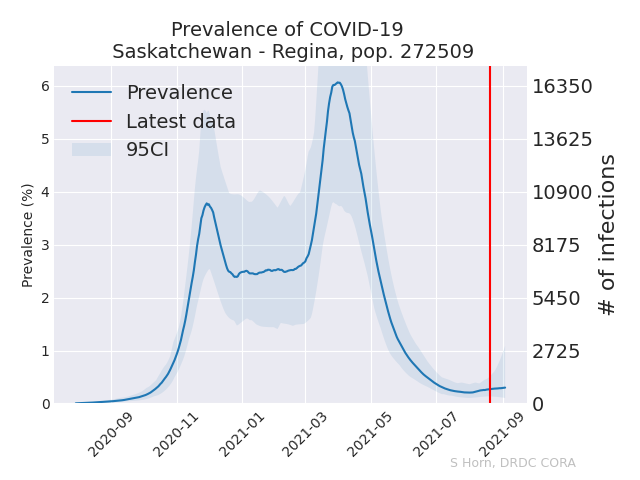 Prevalence of COVID-19
Saskatchewan - Regina, pop. 272509
Prevalence
Latest data
95CI
Prevalence (%)
6
5
4
3
2
1
0
16350
13625
10900
8175
5450
2725
0
# of infections
2020-09
2020-11
2021-01
2021-03
2021-05
2021-07
2021-09
S Horn, DRDC CORA